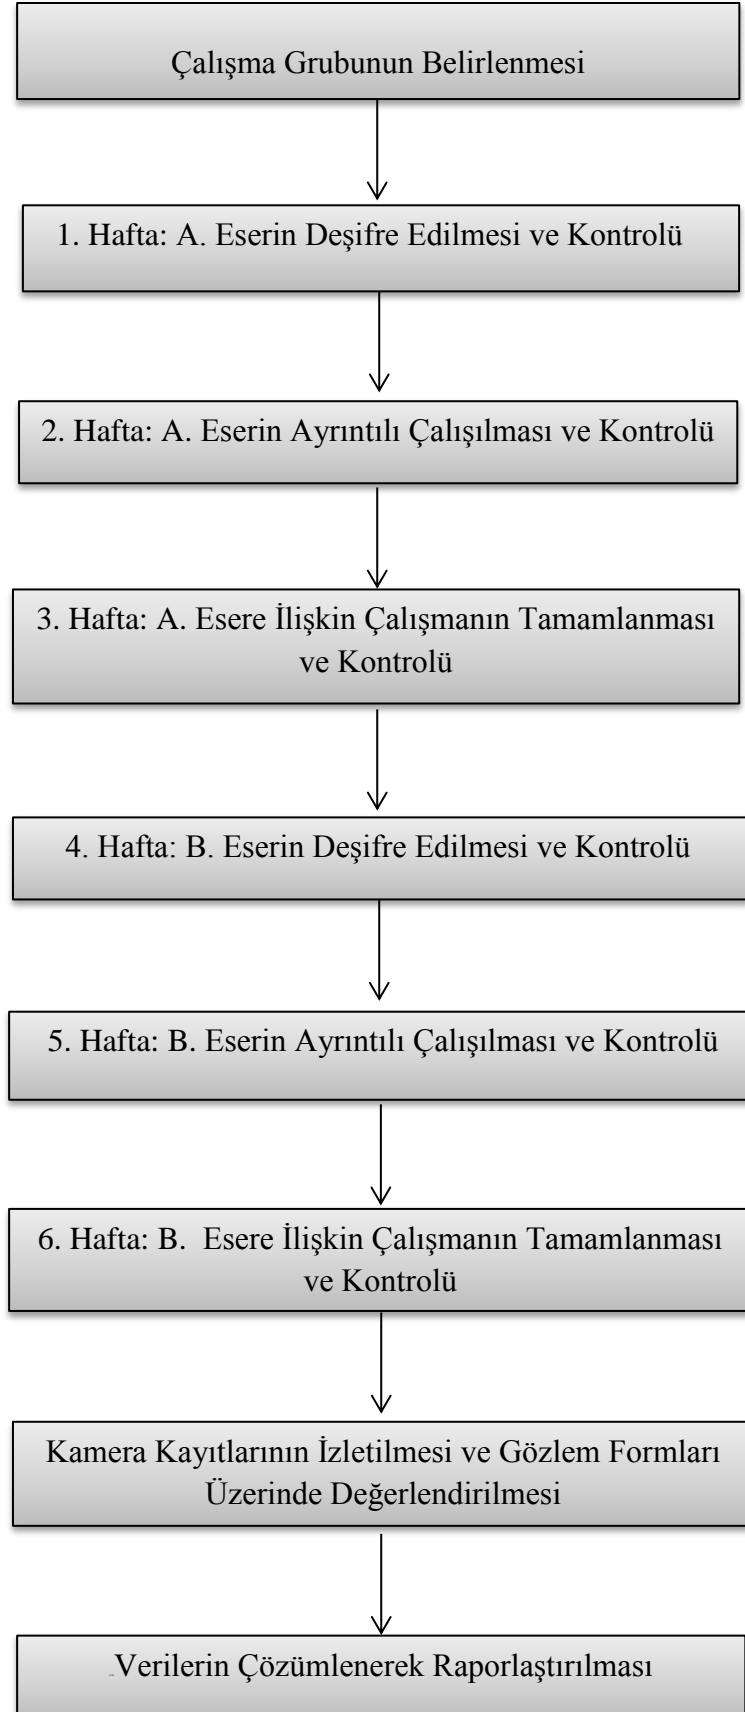 Çalışma Grubunun Belirlenmesi
1. Hafta: A. Eserin Deşifre Edilmesi ve Kontrolü
2. Hafta: A. Eserin Ayrıntılı Çalışılması ve Kontrolü
3. Hafta: A. Esere İlişkin Çalışmanın Tamamlanması
ve Kontrolü
4. Hafta: B. Eserin Deşifre Edilmesi ve Kontrolü
5. Hafta: B. Eserin Ayrıntılı Çalışılması ve Kontrolü
6. Hafta: B. Esere İlişkin Çalışmanın Tamamlanması
ve Kontrolü
Kamera Kayıtlarının İzletilmesi ve Gözlem Formları
Üzerinde Değerlendirilmesi
Verilerin Çözümlenerek Raporlaştırılması